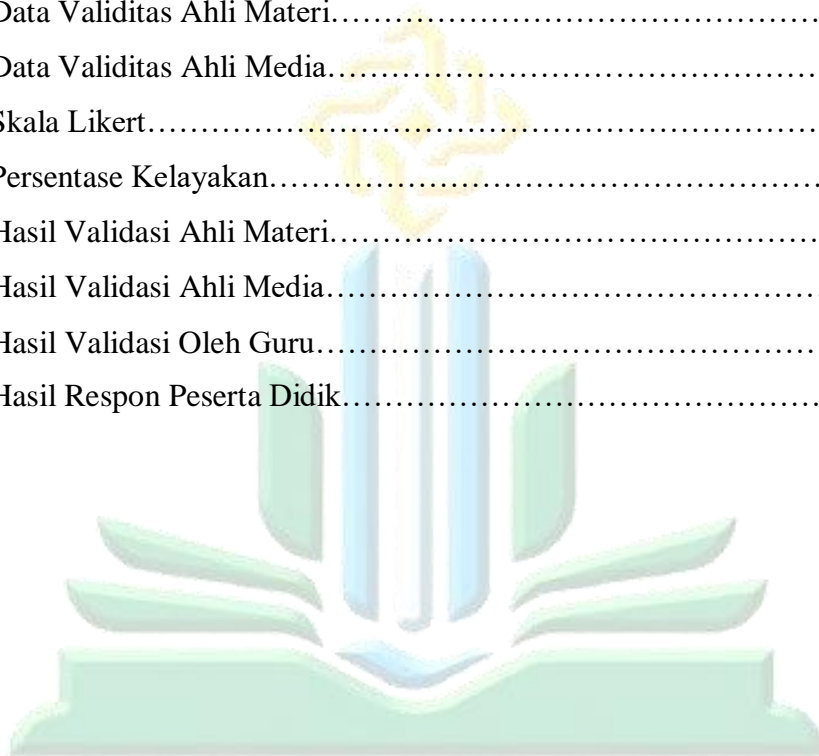 Data Validitas Ahli Materi……………………………………………
Data Validitas Ahli Media……………………………………………
Skala Likert……………………………………………………………
Persentase Kelayakan…………………………………………………
Hasil Validasi Ahli Materi……………………………………………
Hasil Validasi Ahli Media……………………………………………
Hasil Validasi Oleh Guru………………………………………………
Hasil Respon Peserta Didik……………………………………………